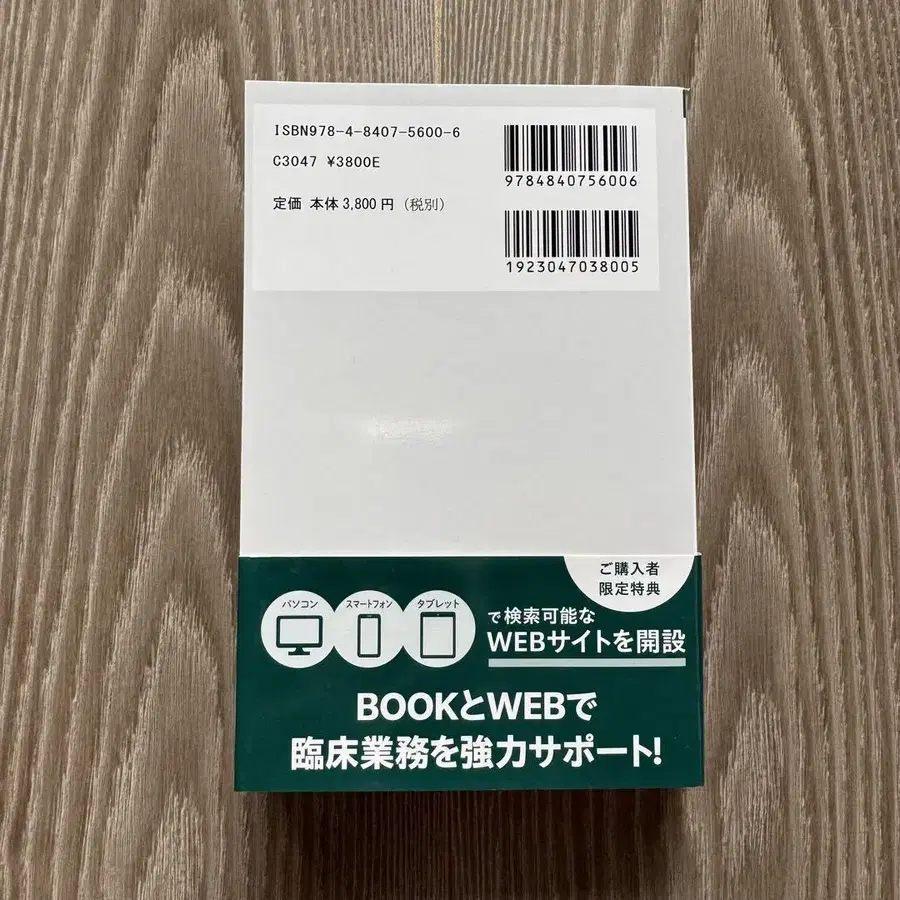 ISBN978-4-8407-5600-6
C3047 ¥3800E
定価 本体3,800円（税別）
9784840756006
1923047038005
ご購入者
限定特典
パソコン
スマートフォン
タブレット
で検索可能な
WEBサイトを開設
BOOKとWEBで
臨床業務を強力サポート！